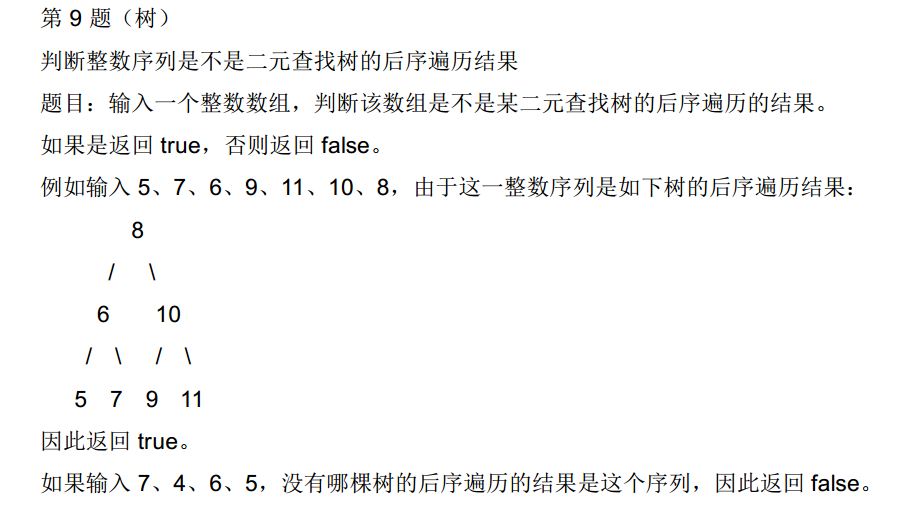 第 9 题（树）
判断整数序列是不是二元查找树的后序遍历结果
题目：输入一个整数数组，判断该数组是不是某二元查找树的后序遍历的结果。
如果是返回 true，否则返回 false。
例如输入 5、7、6、9、11、10、8，由于这一整数序列是如下树的后序遍历结果：
8
/ \
6 10
/ \ / \
5 7 9 11
因此返回 true。
如果输入 7、4、6、5，没有哪棵树的后序遍历的结果是这个序列，因此返回 false。